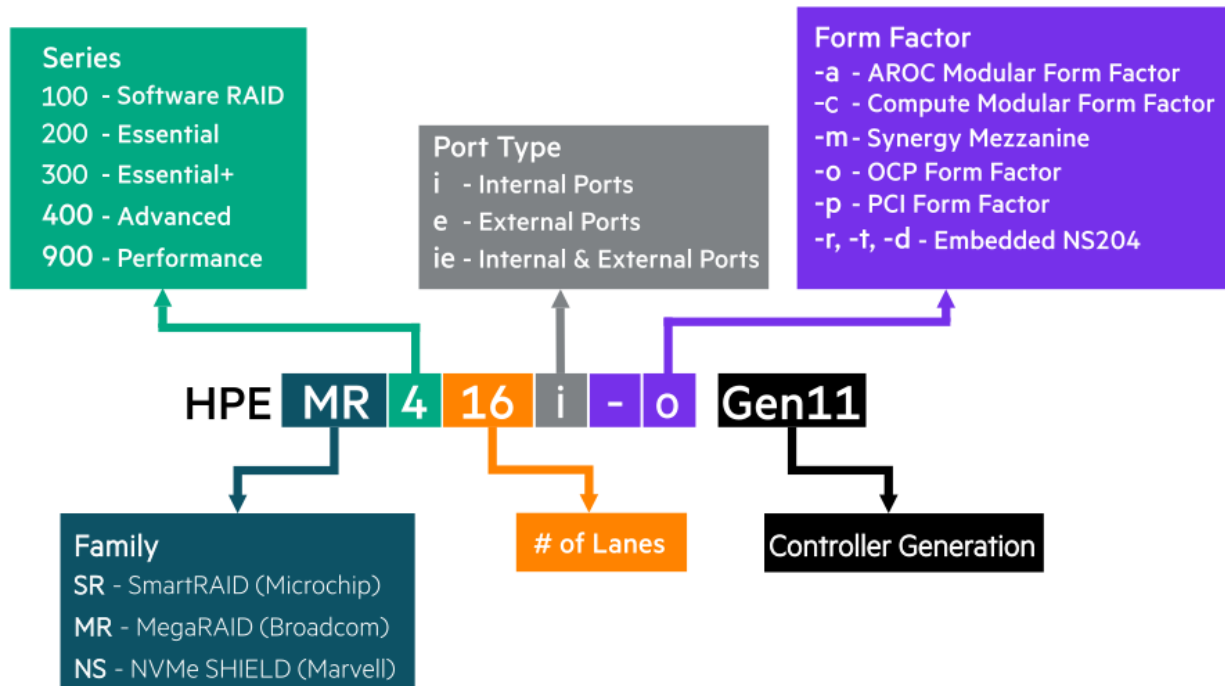 Series
100 - Software RAID
200 - Essential
300 - Essential+
400 - Advanced
900 - Performance
Port Type
i - Internal Ports
e - External Ports
ie - Internal & External Ports
Form Factor
-a - AROC Modular Form Factor
-c - Compute Modular Form Factor
-m - Synergy Mezzanine
-o - OCP Form Factor
-p - PCI Form Factor
-r, -t, -d - Embedded NS204
HPE MR 4 16 i - o Gen11
Family
SR - SmartRAID (Microchip)
MR - MegaRAID (Broadcom)
NS - NVMe SHIELD (Marvell)
# of Lanes
Controller Generation